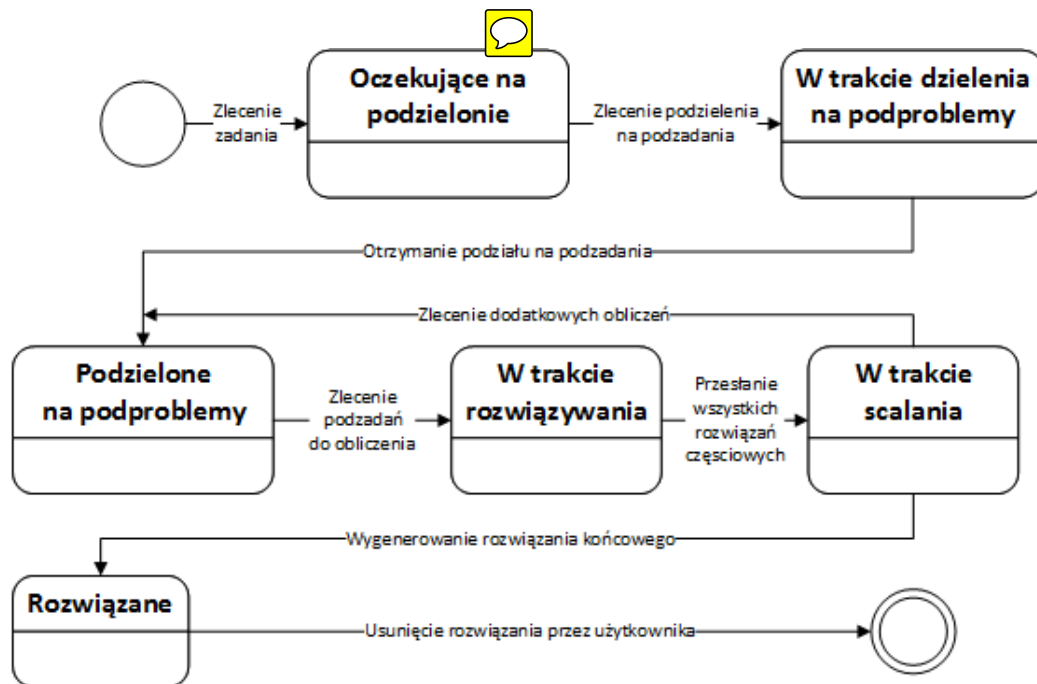 Oczekujące na
podzielonie
W trakcie dzielenia
na podproblemy
Zlecenie
zadania
Zlecenie podzielenia
na podzadania
Otrzymanie podziału na podzadania
Zlecenie dodatkowych obliczeń
Podzielone
na podproblemy
Zlecenie
podzadań
do obliczenia
W trakcie
rozwiązywania
Przesłanie
wszystkich
rozwiązań
częsciowych
W trakcie
scalania
Wygenerowanie rozwiązania końcowego
Rozwiązane
Usunięcie rozwiązania przez użytkownika